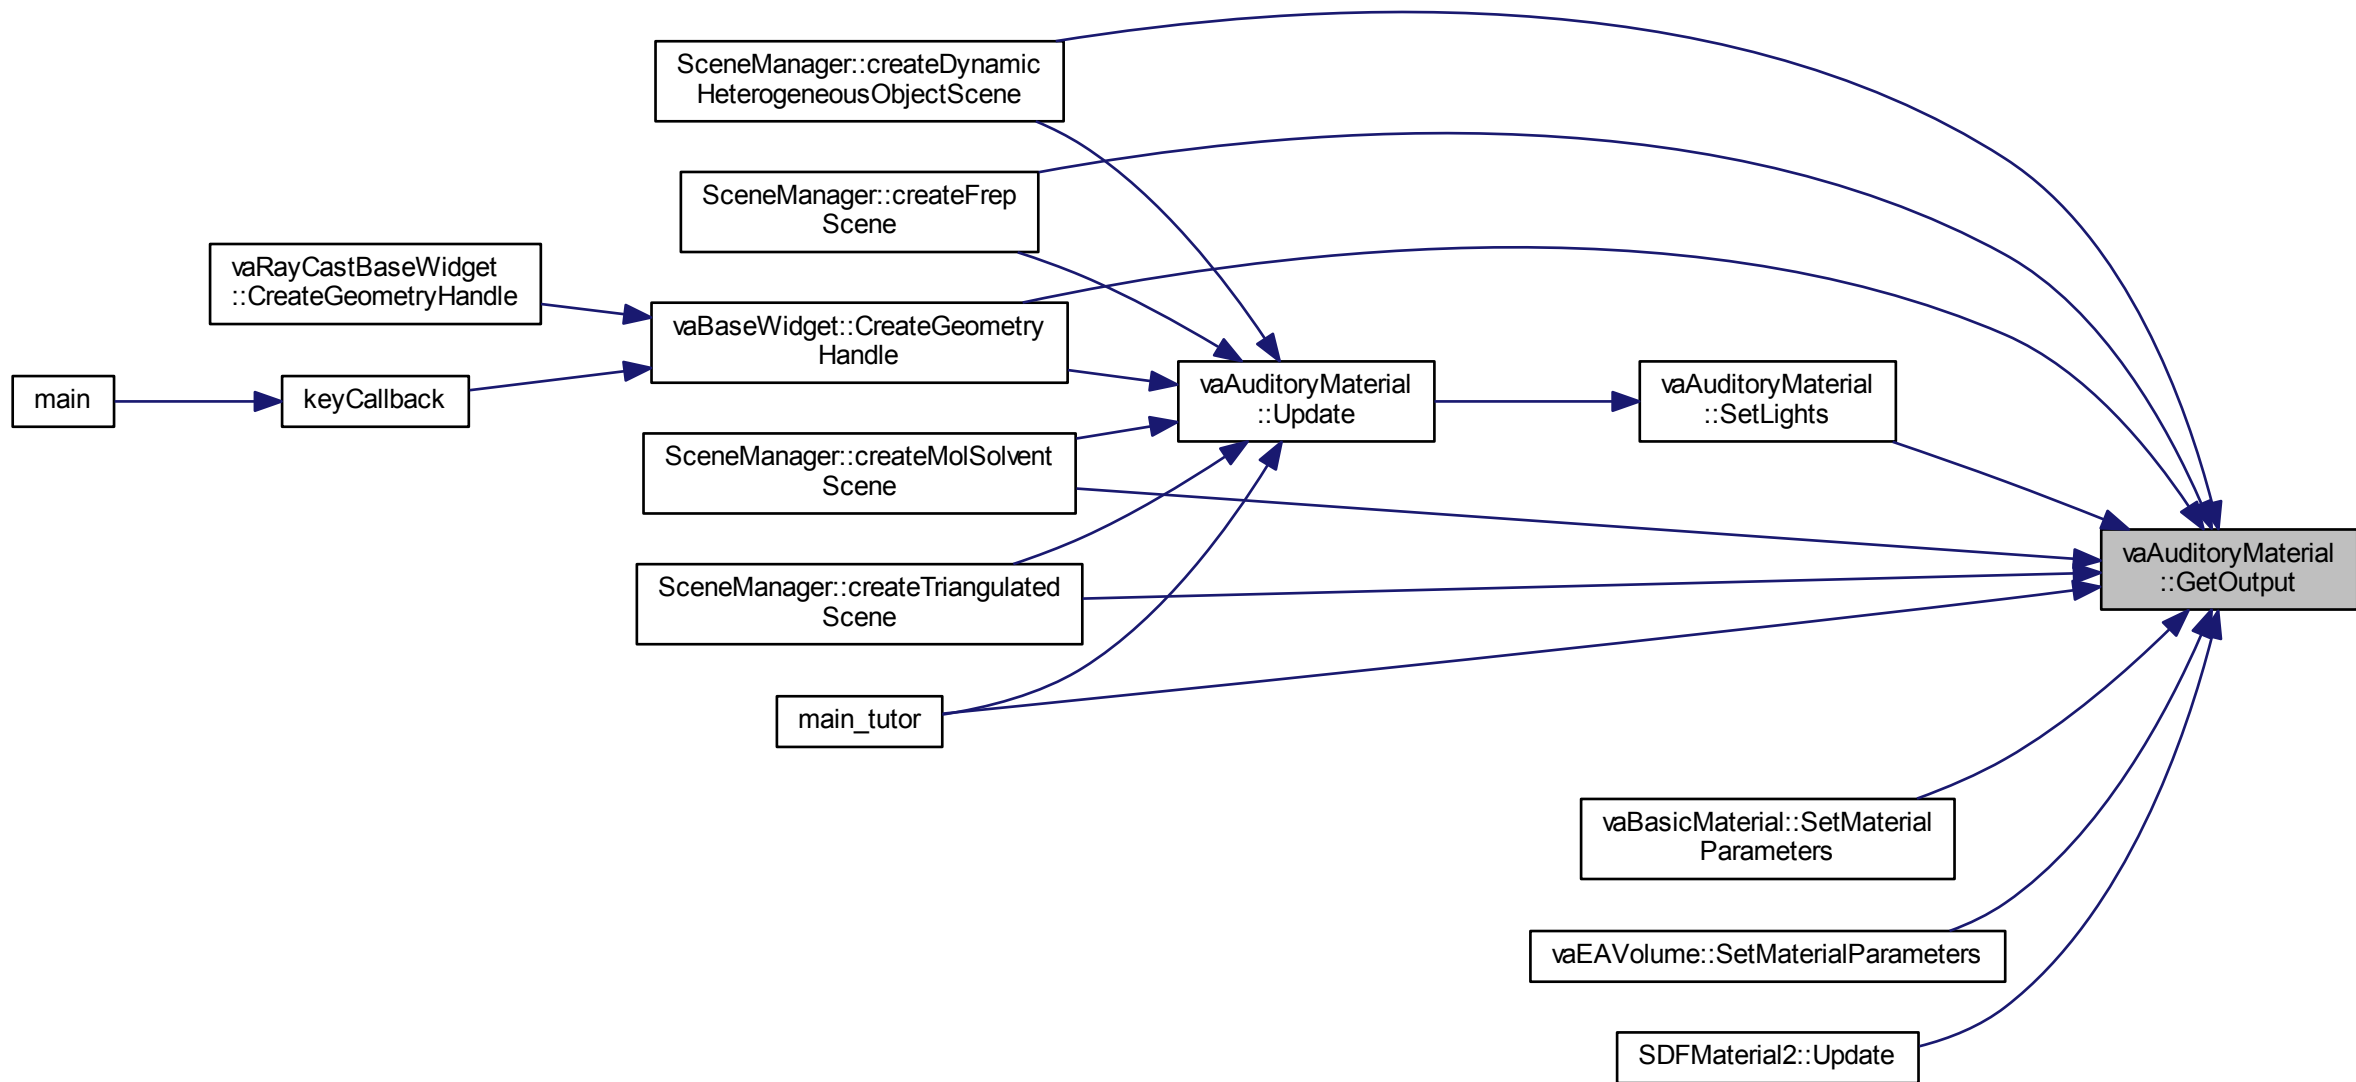 SceneManager::createDynamic
HeterogeneousObjectScene
SceneManager::createFrep
Scene
vaRayCastBaseWidget
::CreateGeometryHandle
vaBaseWidget::CreateGeometry
Handle
main
keyCallback
vaAuditoryMaterial
::Update
vaAuditoryMaterial
::SetLights
SceneManager::createMolSolvent
Scene
vaAuditoryMaterial
::GetOutput
SceneManager::createTriangulated
Scene
main_tutor
vaBasicMaterial::SetMaterial
Parameters
vaEAVolume::SetMaterialParameters
SDFMaterial2::Update